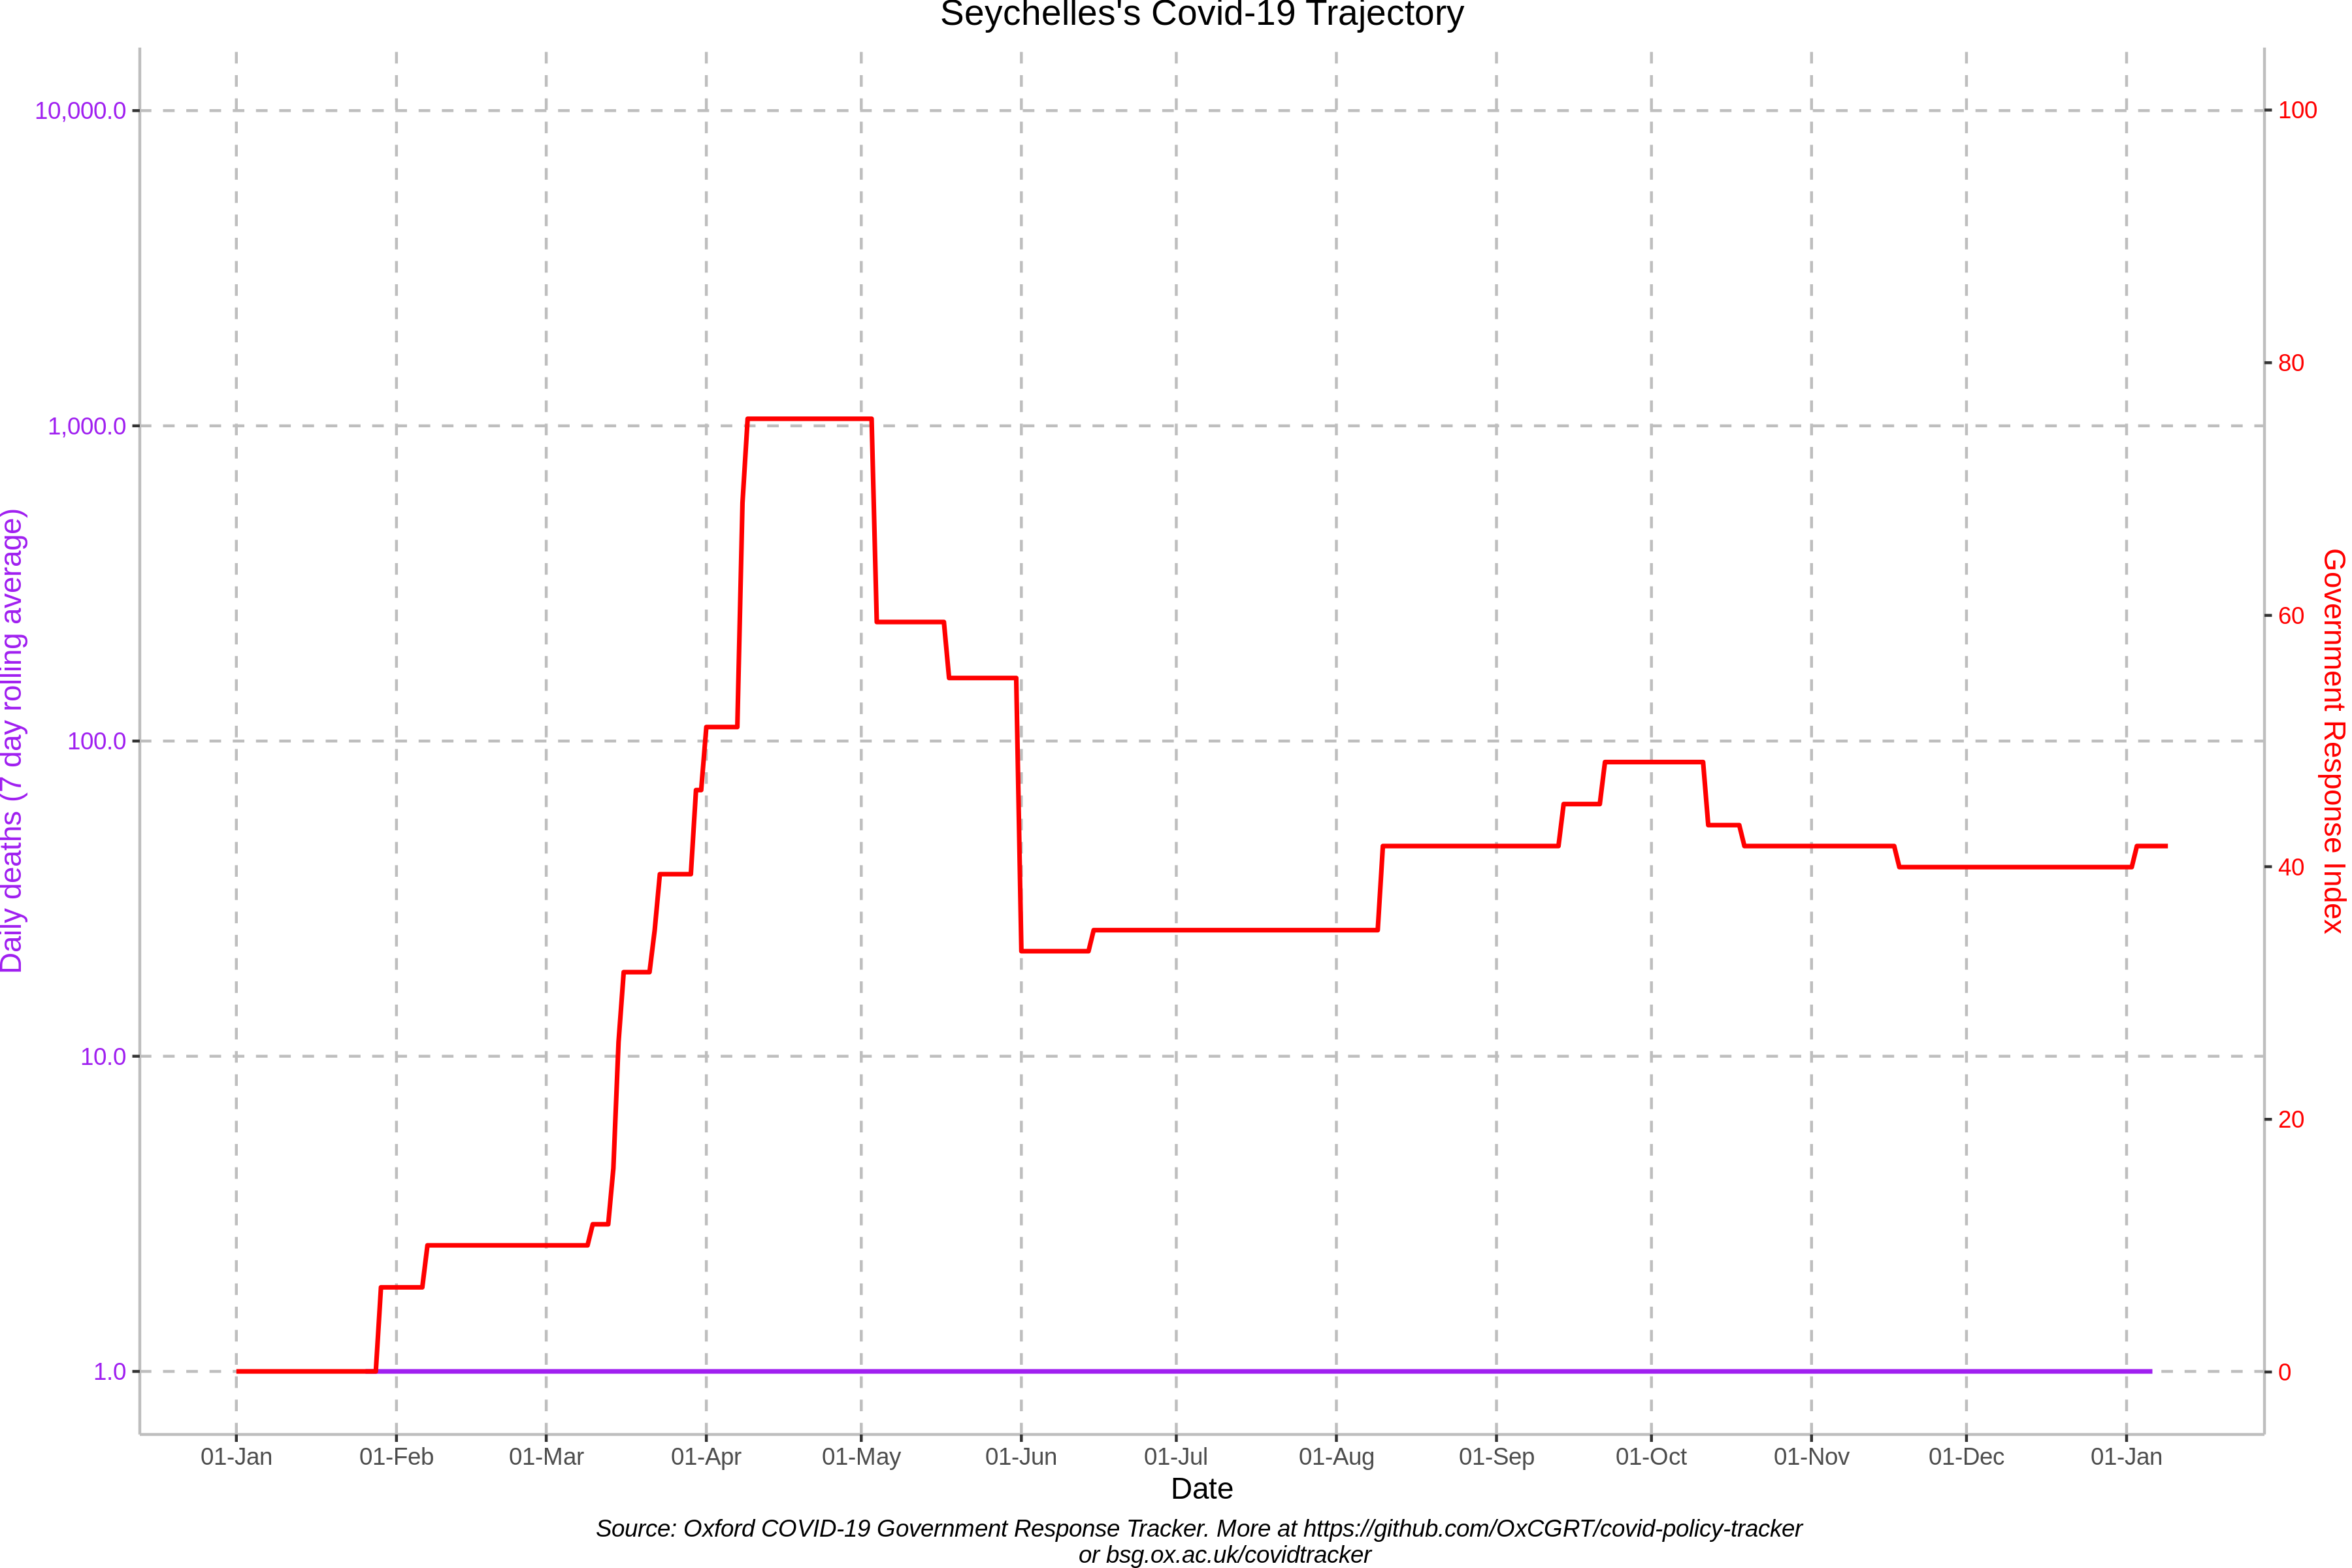 Seychelles's Covid-19 Trajectory
10,000.0
1,000.0
100.0
10.0
1.0
Daily deaths (7 day rolling average)
100
80
60
40
20
0
Government Response Index
01-Jan 01-Feb 01-Mar 01-Apr 01-May 01-Jun 01-Jul 01-Aug 01-Sep 01-Oct 01-Nov 01-Dec 01-Jan
Date
Source: Oxford COVID-19 Government Response Tracker. More at https://github.com/OxCGRT/covid-policy-tracker
or bsg.ox.ac.uk/covidtracker